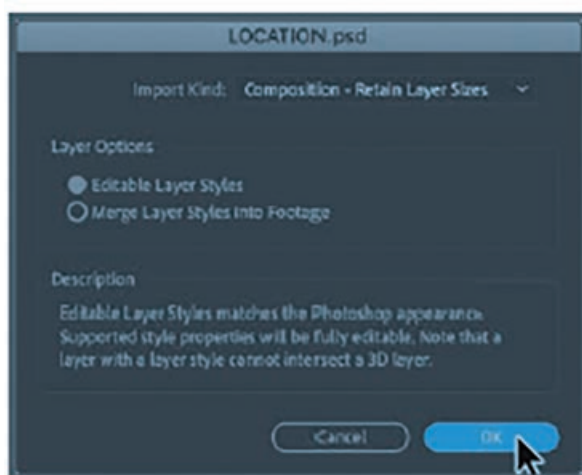 LOCATION.psd
Import Kind: Composition - Retain Layer Sizes
Layer Options
Editable Layer Styles
Merge Layer Styles into Footage
Description
Editable Layer Styles matches the Photoshop appearance.
Supported style properties will be fully editable. Note that a
layer with a layer style cannot intersect a 3D layer.
Cancel OK